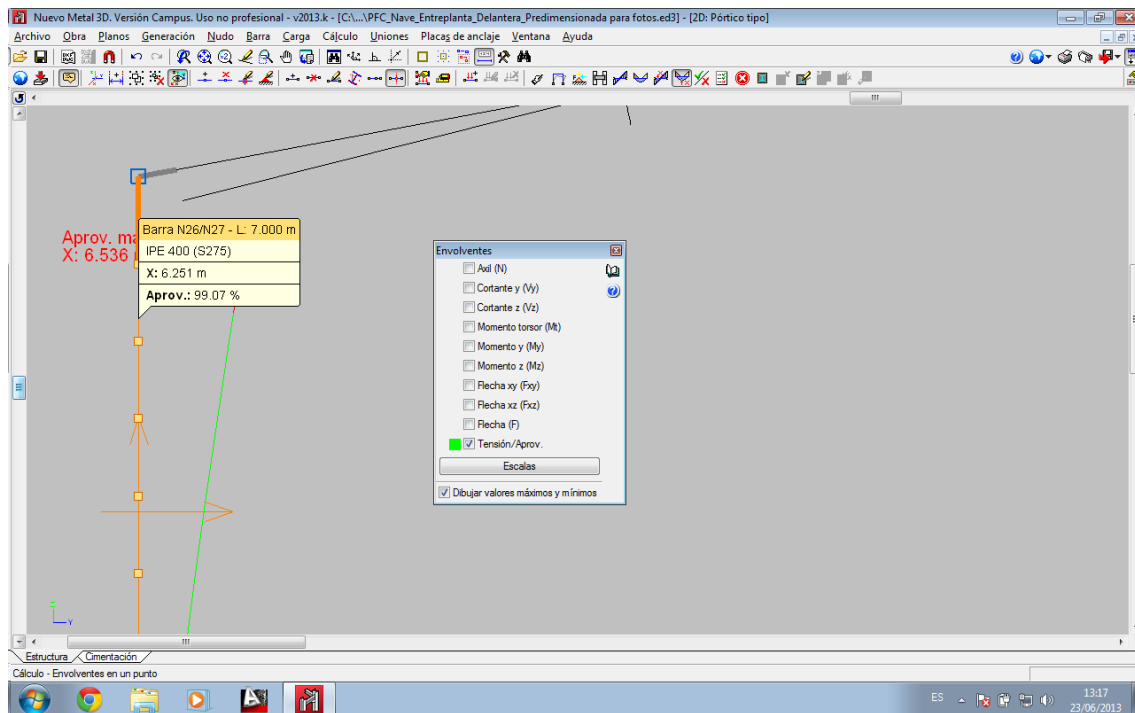 Nuevo Metal 3D. Versión Campus. Uso no profesional - v2013.k - [C:\...\PFC_Nave_Entreplanta_Delantera_Predimensionada para fotos.ed3] - [2D: Pórtico tipo]
Archivo Obra Planos Generación Nudo Barra Carga Cálculo Uniones Placas de anclaje Ventana Ayuda
Aprov.
X: 6.536
Barra N26/N27 - L: 7.000 m
IPE 400 (S275)
X: 6.251 m
Aprov.: 99.07 %
Envolventes
Axil (N)
Cortante y (Vy)
Cortante z (Vz)
Momento torsor (Mt)
Momento y (My)
Momento z (Mz)
Flecha xy (Fxy)
Flecha xz (Fxz)
Flecha (F)
Tensión/Aprov.
Escalas
Dibujar valores máximos y mínimos
z
Y
Estructura Cimentación
Cálculo - Envolventes en un punto
ES 13:17
23/06/2013